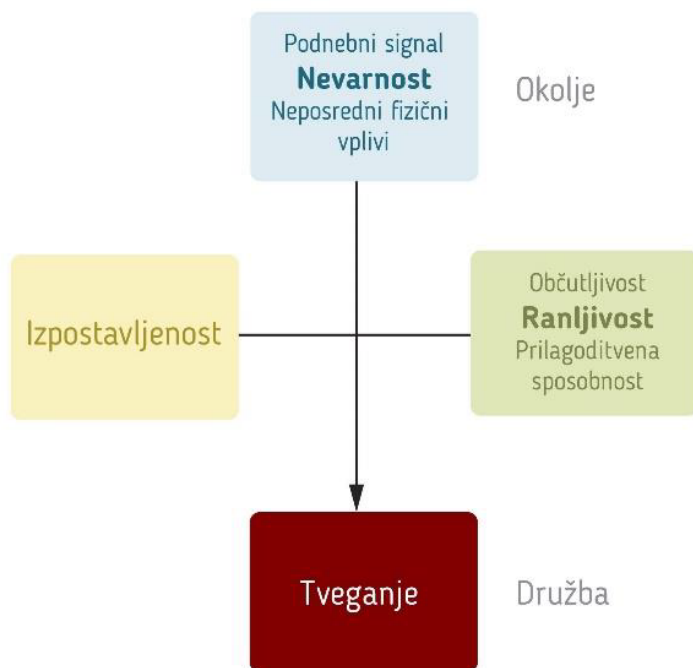 Podnebni signal
Nevarnost
Neposredni fizični
vplivi
Okolje
Izpostavljenost
Občutljivost
Ranljivost
Prilagoditvena
sposobnost
Tveganje
Družba